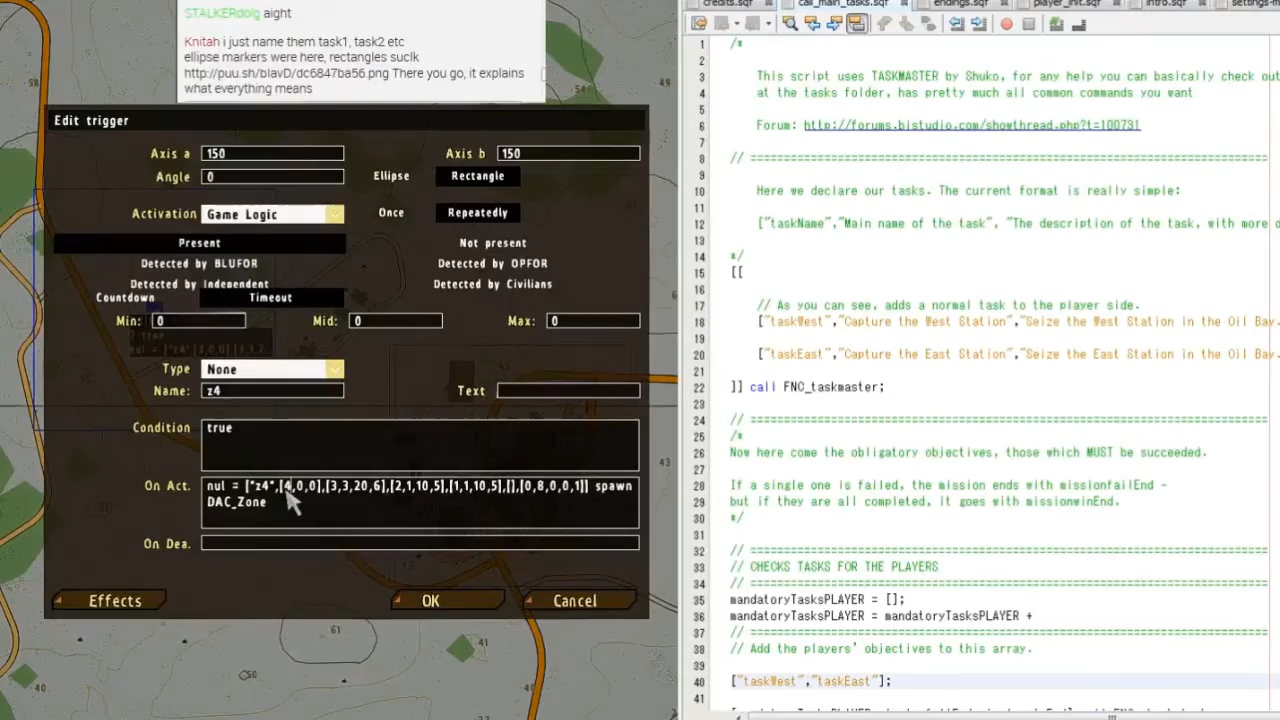 STALKERdolg aight
Knitah i just name them task1, task2 etc
ellipse markers were here, rectangles suclk
http://puu.sh/blavD/dc6847ba56.png There you go, it explains
what everything means
Edit trigger
Axis a 150 Axis b 150
Angle 0 Ellipse Rectangle
Activation Game Logic Once Repeatedly
Present Not present
Detected by BLUFOR Detected by OPFOR
Detected by Independent Detected by Civilians
Countdown Timeout
Min: 0 Mid: 0 Max: 0
Type None
Name: z4 Text
Condition true
On Act. nul = ["z4",[4,0,0],[3,3,20,6],[2,1,10,5],[1,1,10,5],[],[0,8,0,0,1]] spawn
DAC_Zone
On Dea.
Effects OK Cancel
credits.sqf call_main_tasks.sqf endings.sqf player_init.sqf intro.sqf settings-m
1 /*
2
3 This script uses TASKMASTER by Shuko, for any help you can basically check out
4 at the tasks folder, has pretty much all common commands you want
5
6 Forum: http://forums.bistudio.com/showthread.php?t=100731
7
8 // ======================================================================
9
10 Here we declare our tasks. The current format is really simple:
11
12 ["taskName","Main name of the task", "The description of the task, with more d
13
14 */
15 [[
16
17 // As you can see, adds a normal task to the player side.
18 ["taskWest","Capture the West Station","Seize the West Station in the Oil Bay.
19
20 ["taskEast","Capture the East Station","Seize the East Station in the Oil Bay.
21
22 ]] call FNC_taskmaster;
23
24 // ======================================================================
25 /*
26 Now here come the obligatory objectives, those which MUST be succeeded.
27
28 If a single one is failed, the mission ends with missionfailEnd -
29 but if they are all completed, it goes with missionwinEnd.
30 */
31
32 // ======================================================================
33 // CHECKS TASKS FOR THE PLAYERS
34 // ======================================================================
35 mandatoryTasksPLAYER = [];
36 mandatoryTasksPLAYER = mandatoryTasksPLAYER +
37 // ======================================================================
38 // Add the players' objectives to this array.
39
40 ["taskWest","taskEast"];
41